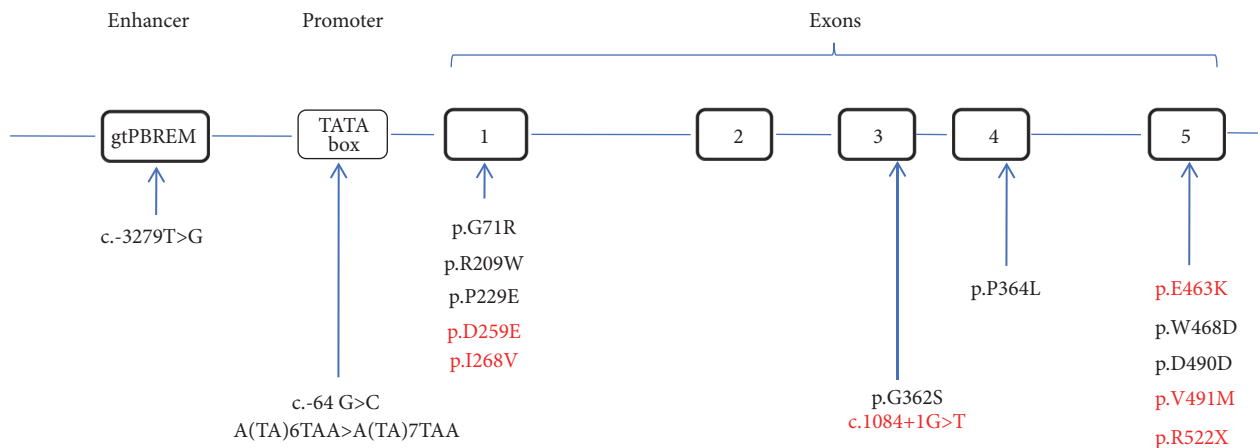 Enhancer Promoter Exons
gtPBREM TATA box 1 2 3 4 5
c.-3279T>G
p.G71R
p.R209W
p.P229E
p.D259E
p.I268V
c.-64 G>C
A(TA)6TAA>A(TA)7TAA
p.G362S
c.1084+1G>T
p.P364L
p.E463K
p.W468D
p.D490D
p.V491M
p.R522X